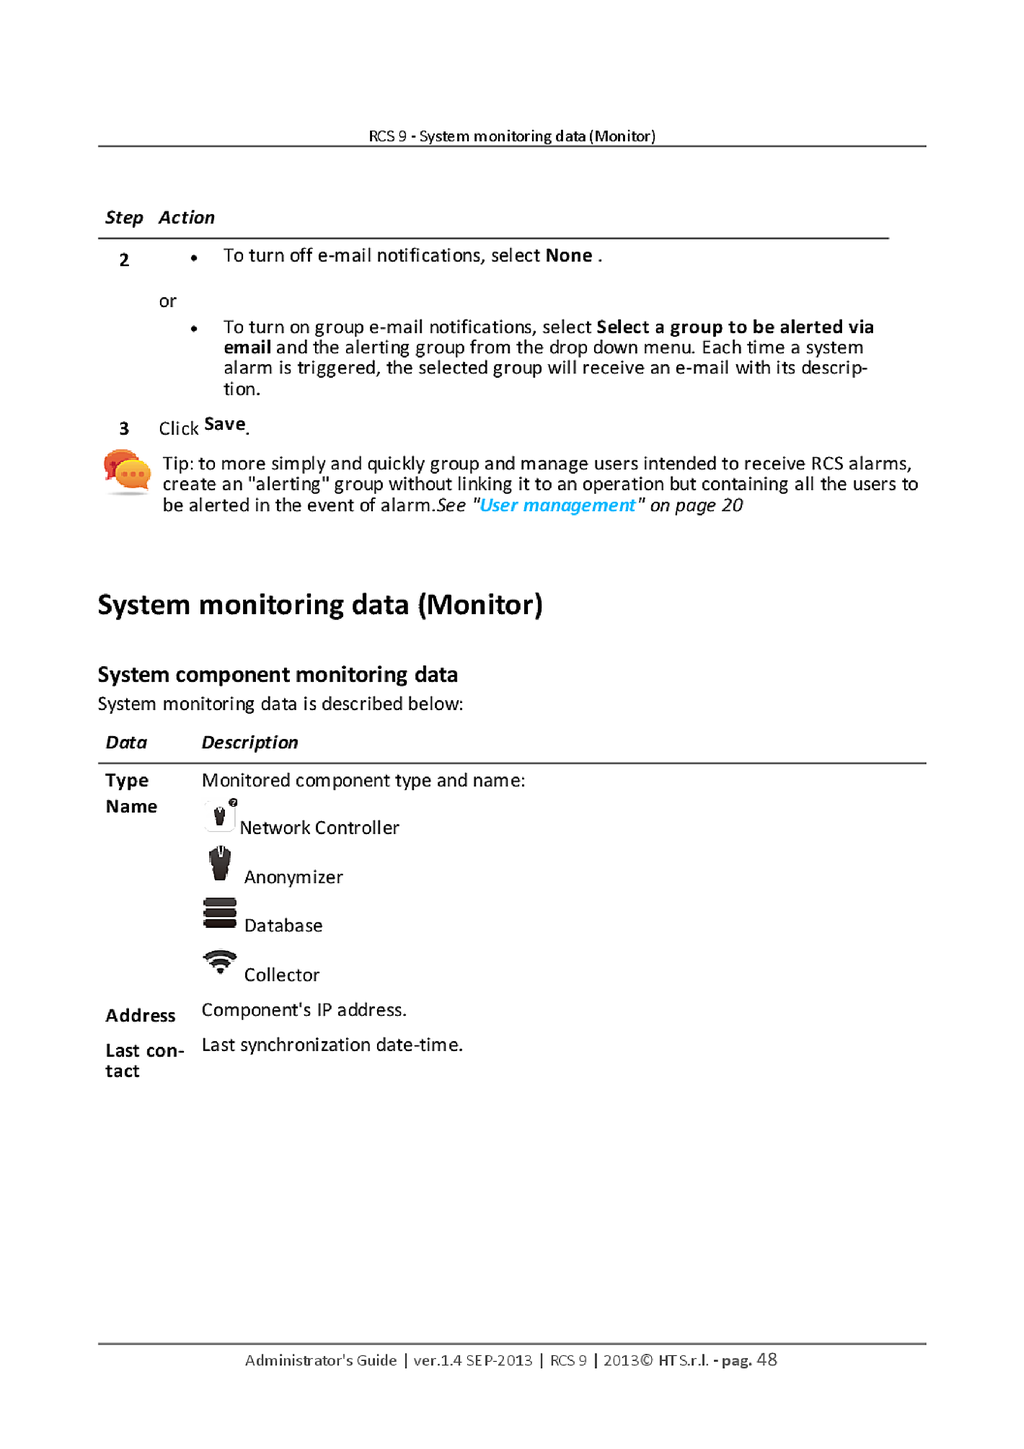 RCS 9 - System monitoring data (Monitor)
Step Action
2 • To turn off e-mail notifications, select None .
or
• To turn on group e-mail notifications, select Select a group to be alerted via
email and the alerting group from the drop down menu. Each time a system
alarm is triggered, the selected group will receive an e-mail with its descrip-
tion.
3 Click Save.
Tip: to more simply and quickly group and manage users intended to receive RCS alarms,
create an "alerting" group without linking it to an operation but containing all the users to
be alerted in the event of alarm.See "User management" on page 20
System monitoring data (Monitor)
System component monitoring data
System monitoring data is described below:
Data Description
Type Monitored component type and name:
Name
Network Controller
Anonymizer
Database
Collector
Address Component's IP address.
Last con- Last synchronization date-time.
tact
Administrator's Guide | ver.1.4 SEP-2013 | RCS 9 | 2013© HT S.r.l. - pag. 48